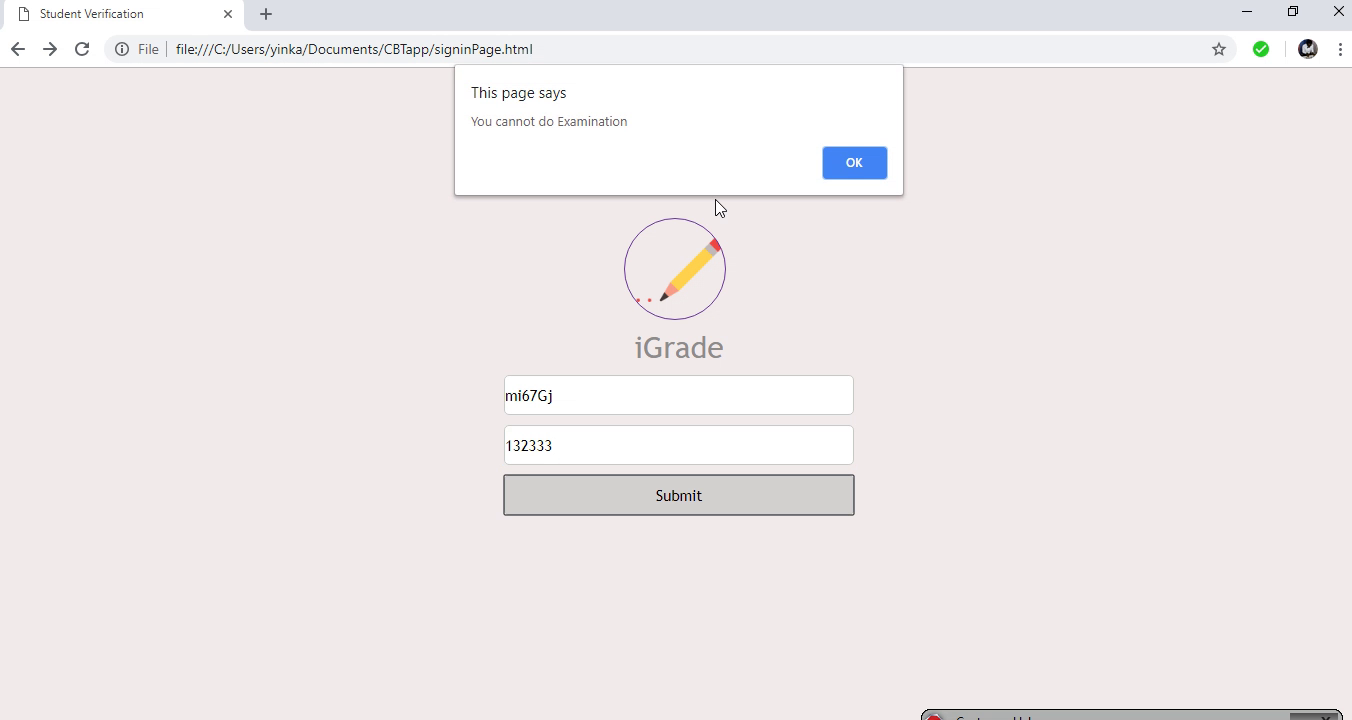 Student Verification
File
file:///C:/Users/yinka/Documents/CBTapp/signinPage.html
This page says
You cannot do Examination
OK
iGrade
mi67Gj
132333
Submit